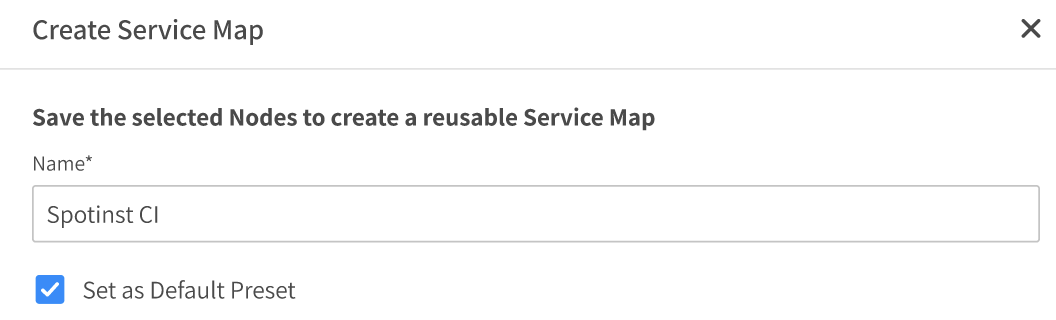 Create Service Map
Save the selected Nodes to create a reusable Service Map
Name*
Spotinst CI
Set as Default Preset